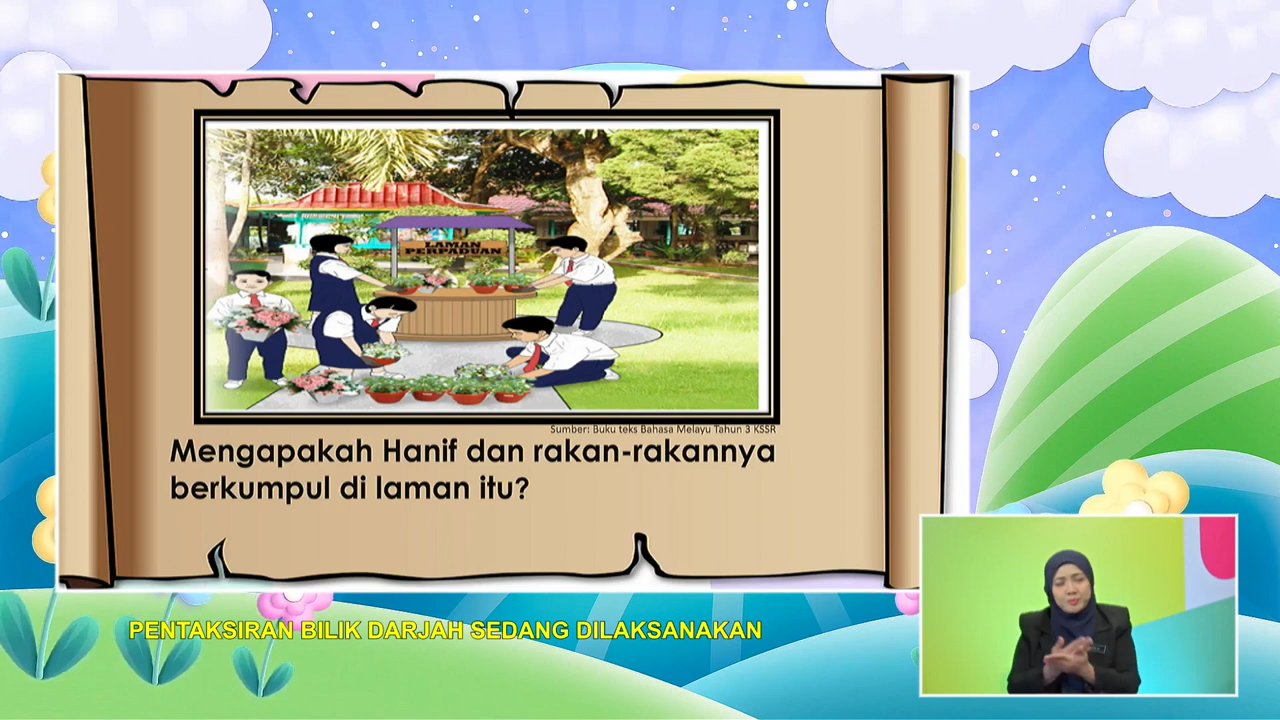 LAMAN
PERPADUAN
Sumber: Buku teks Bahasa Melayu Tahun 3 KSSR
Mengapakah Hanif dan rakan-rakannya
berkumpul di laman itu?
PENTAKSIRAN BILIK DARJAH SEDANG DILAKSANAKAN